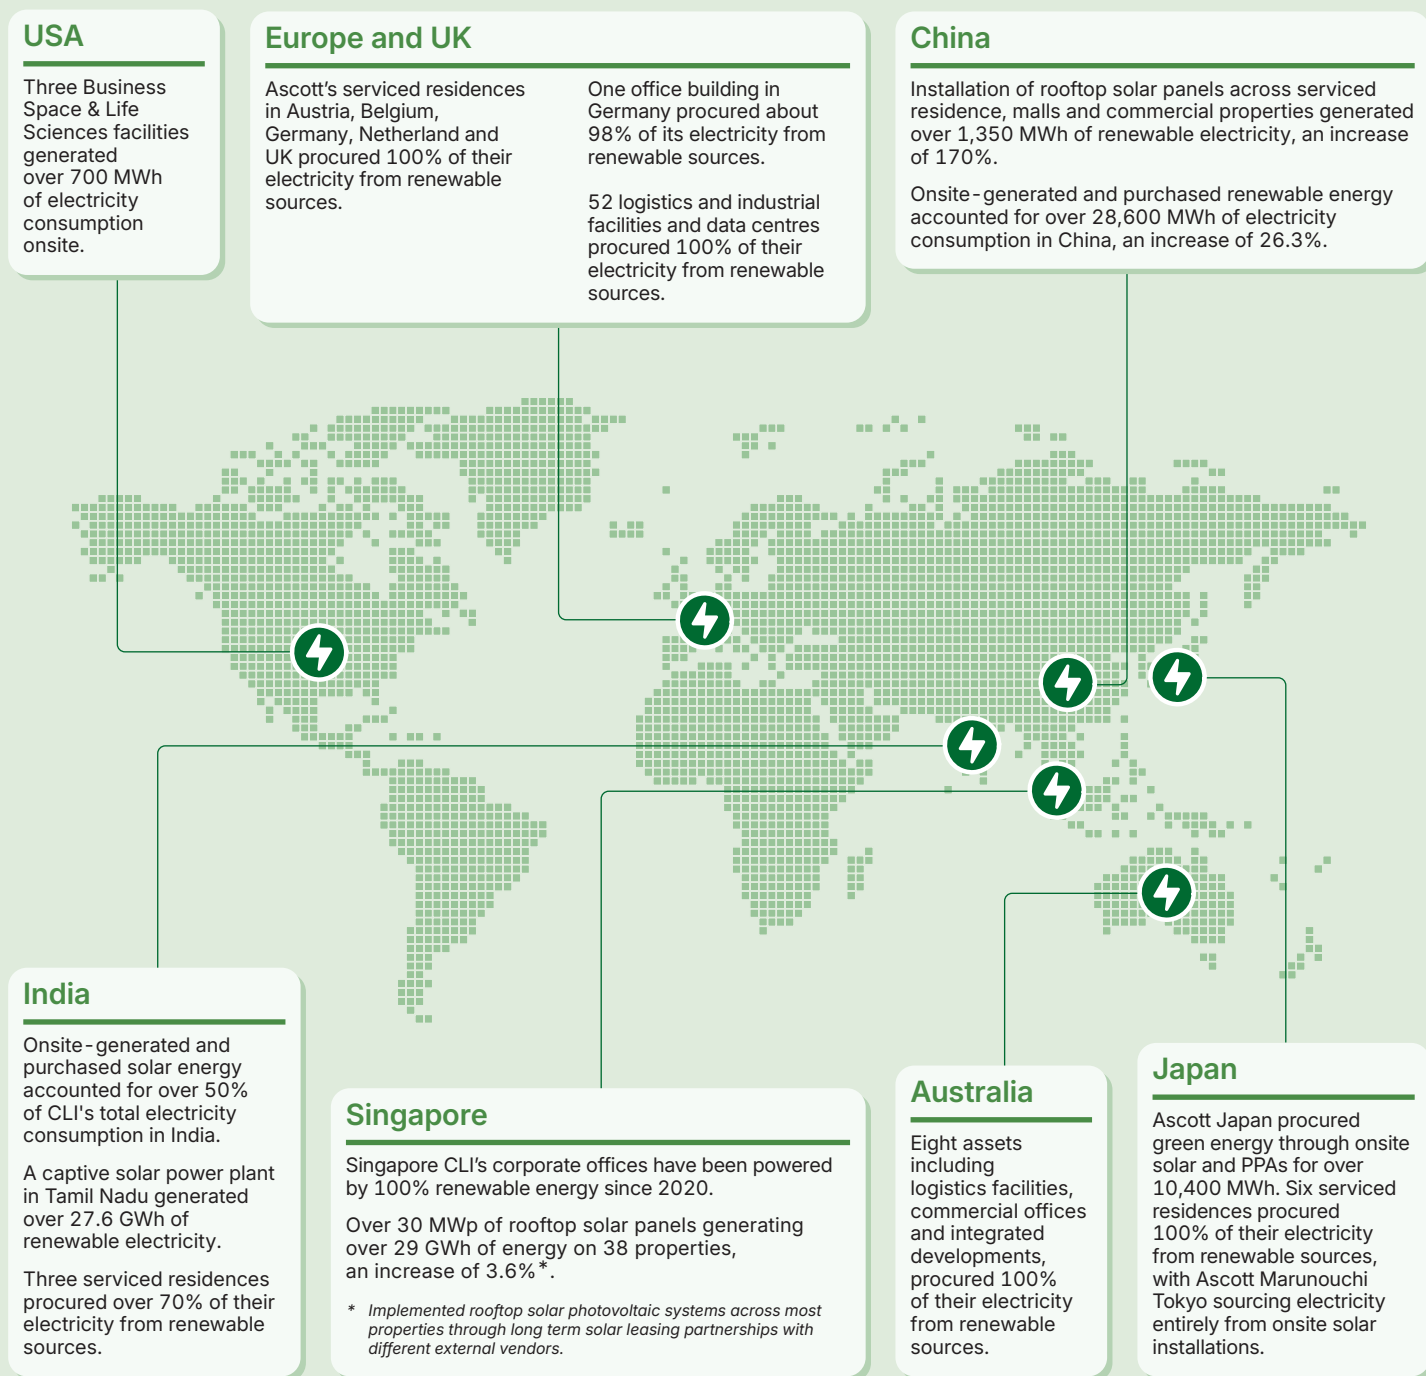 USA
Three Business
Space & Life
Sciences facilities
generated
over 700 MWh
of electricity
consumption
onsite.
Europe and UK
Ascott’s serviced residences
in Austria, Belgium,
Germany, Netherland and
UK procured 100% of their
electricity from renewable
sources.
One office building in
Germany procured about
98% of its electricity from
renewable sources.
52 logistics and industrial
facilities and data centres
procured 100% of their
electricity from renewable
sources.
China
Installation of rooftop solar panels across serviced
residence, malls and commercial properties generated
over 1,350 MWh of renewable electricity, an increase
of 170%.
Onsite-generated and purchased renewable energy
accounted for over 28,600 MWh of electricity
consumption in China, an increase of 26.3%.
India
Onsite-generated and
purchased solar energy
accounted for over 50%
of CLI's total electricity
consumption in India.
A captive solar power plant
in Tamil Nadu generated
over 27.6 GWh of
renewable electricity.
Three serviced residences
procured over 70% of their
electricity from renewable
sources.
Singapore
Singapore CLI’s corporate offices have been powered
by 100% renewable energy since 2020.
Over 30 MWp of rooftop solar panels generating
over 29 GWh of energy on 38 properties,
an increase of 3.6%*.
* Implemented rooftop solar photovoltaic systems across most
properties through long term solar leasing partnerships with
different external vendors.
Australia
Eight assets
including
logistics facilities,
commercial offices
and integrated
developments,
procured 100%
of their electricity
from renewable
sources.
Japan
Ascott Japan procured
green energy through onsite
solar and PPAs for over
10,400 MWh. Six serviced
residences procured
100% of their electricity
from renewable sources,
with Ascott Marunouchi
Tokyo sourcing electricity
entirely from onsite solar
installations.